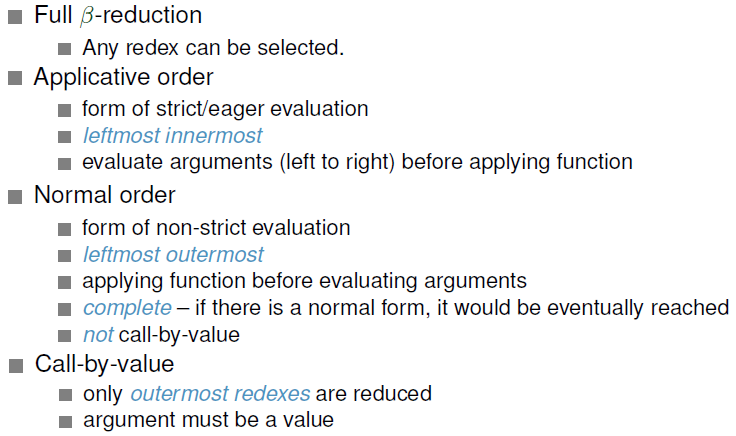 Full β-reduction
Any redex can be selected.
Applicative order
form of strict/eager evaluation
leftmost innermost
evaluate arguments (left to right) before applying function
Normal order
form of non-strict evaluation
leftmost outermost
applying function before evaluating arguments
complete – if there is a normal form, it would be eventually reached
not call-by-value
Call-by-value
only outermost redexes are reduced
argument must be a value